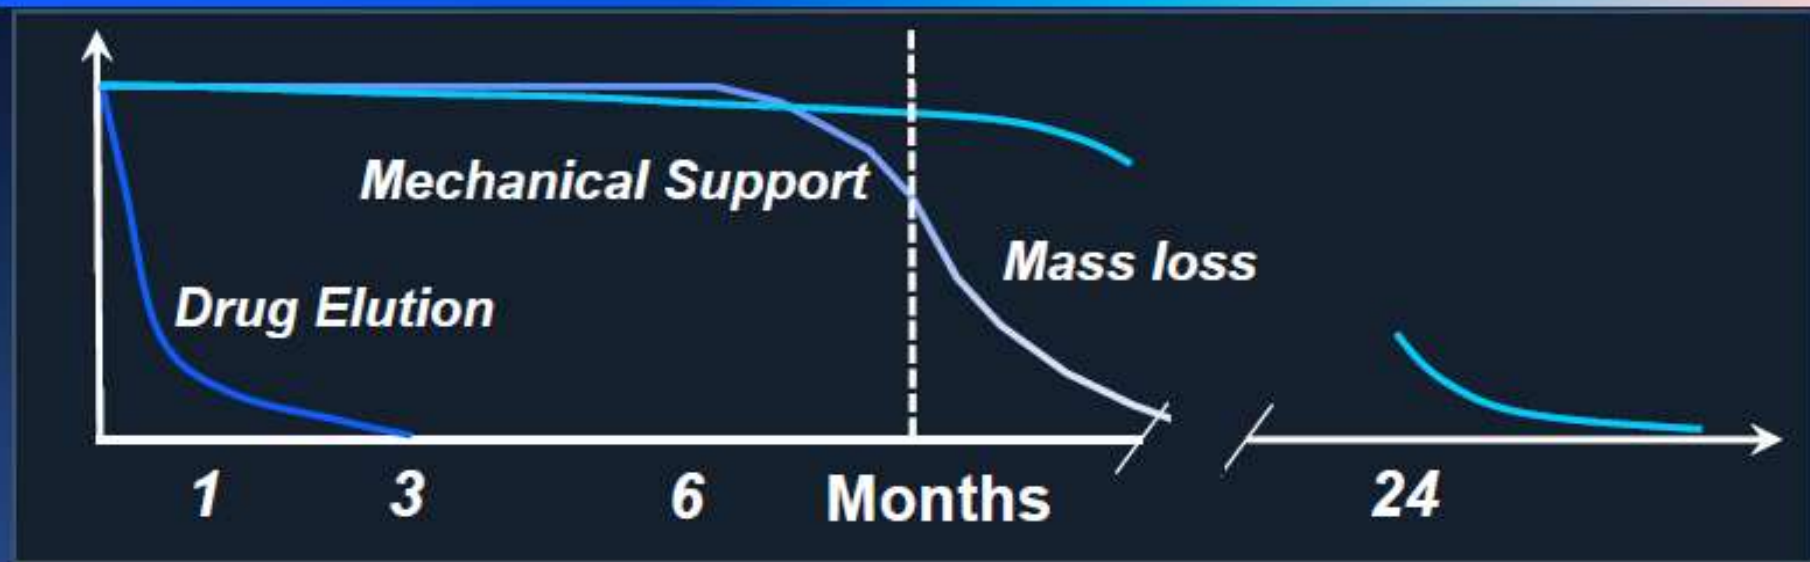 Mechanical Support
Mass loss
Drug Elution
1 3 6 Months 24